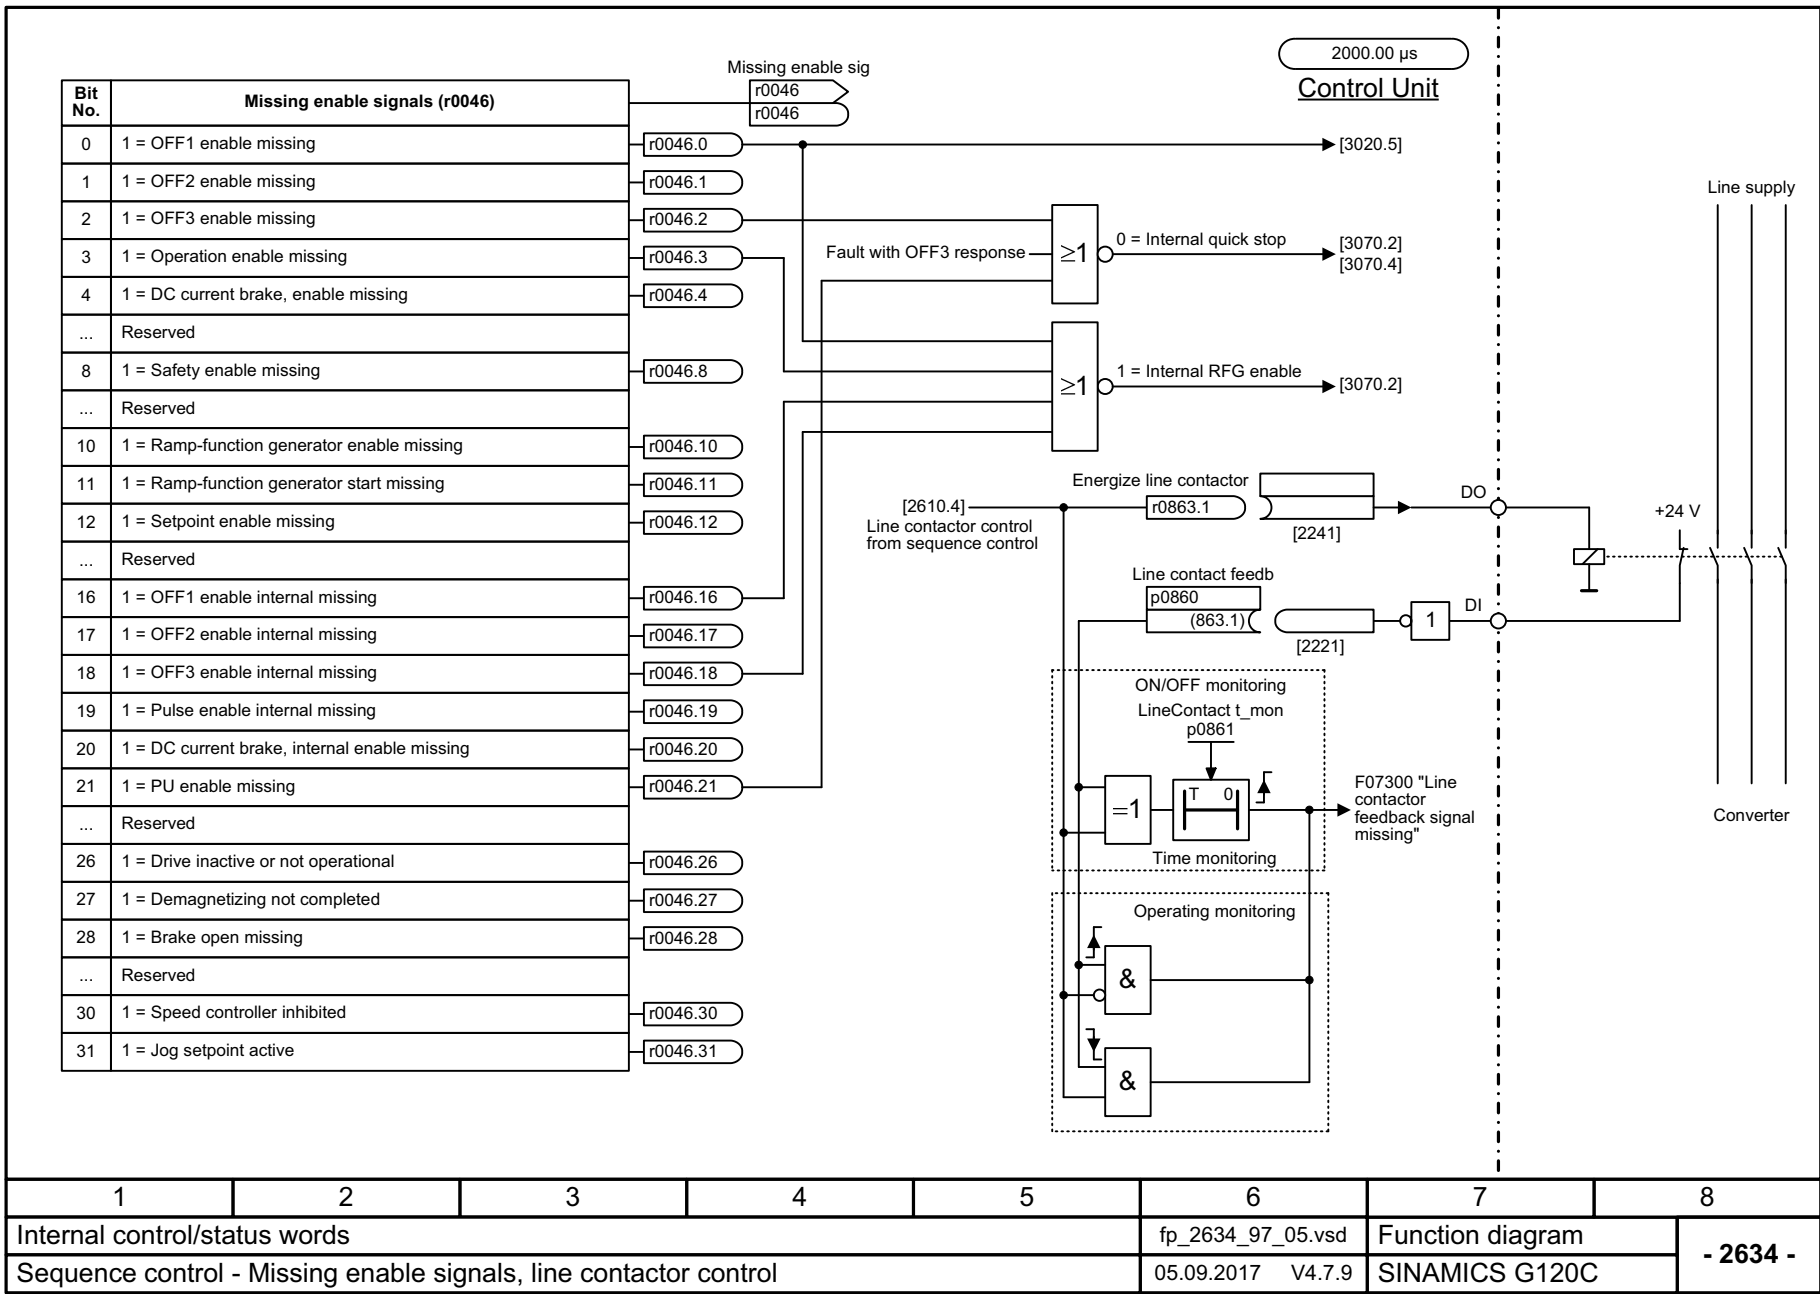 2000.00 µs
Control Unit
Missing enable sig
r0046
r0046
Bit No. Missing enable signals (r0046)
0 1 = OFF1 enable missing r0046.0 [3020.5]
1 1 = OFF2 enable missing r0046.1
2 1 = OFF3 enable missing r0046.2
3 1 = Operation enable missing r0046.3
4 1 = DC current brake, enable missing r0046.4
... Reserved
8 1 = Safety enable missing r0046.8
... Reserved
10 1 = Ramp-function generator enable missing r0046.10
11 1 = Ramp-function generator start missing r0046.11
12 1 = Setpoint enable missing r0046.12
... Reserved
16 1 = OFF1 enable internal missing r0046.16
17 1 = OFF2 enable internal missing r0046.17
18 1 = OFF3 enable internal missing r0046.18
19 1 = Pulse enable internal missing r0046.19
20 1 = DC current brake, internal enable missing r0046.20
21 1 = PU enable missing r0046.21
... Reserved
26 1 = Drive inactive or not operational r0046.26
27 1 = Demagnetizing not completed r0046.27
28 1 = Brake open missing r0046.28
... Reserved
30 1 = Speed controller inhibited r0046.30
31 1 = Jog setpoint active r0046.31
Fault with OFF3 response ≥1 0 = Internal quick stop [3070.2]
[3070.4]
≥1 1 = Internal RFG enable [3070.2]
Line supply
Energize line contactor
[2610.4] r0863.1 DO
Line contactor control
from sequence control
[2241]
+24 V
Line contact feedb
p0860
(863.1) 1 DI
[2221]
ON/OFF monitoring
LineContact t_mon
p0861
=1 T 0
F07300 "Line
contactor
feedback signal
missing"
Time monitoring
Converter
Operating monitoring
&
&
1 2 3 4 5 6 7 8
Internal control/status words fp_2634_97_05.vsd Function diagram
- 2634 -
Sequence control - Missing enable signals, line contactor control 05.09.2017 V4.7.9 SINAMICS G120C